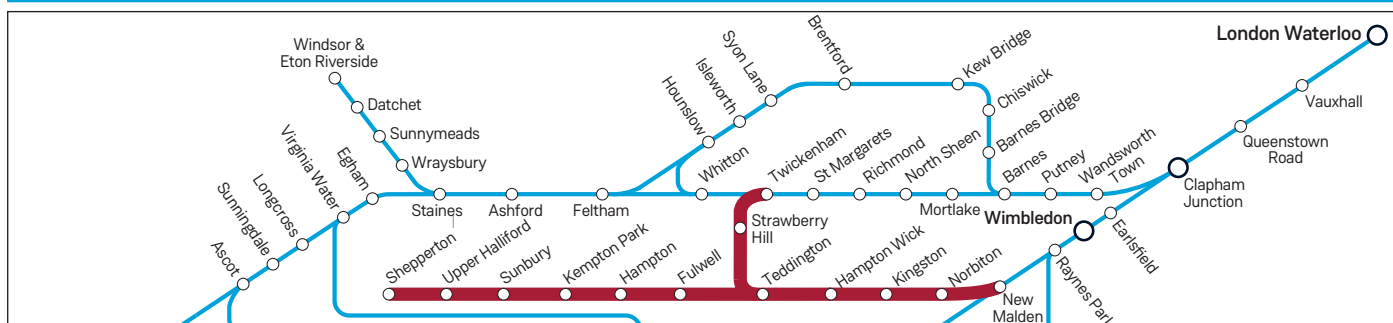 London Waterloo
Vauxhall
Queenstown
Road
Clapham
Junction
Windsor &
Eton Riverside
Datchet
Sunnymeads
Wraysbury
Hounslow
Isleworth
Syon Lane
Brentford
Kew Bridge
Chiswick
Barnes Bridge
Ascot
Sunningdale
Longcross
Virginia Water
Egham
Staines
Ashford
Feltham
Whitton
Twickenham
St Margarets
Richmond
North Sheen
Mortlake
Barnes
Putney
Wandsworth
Town
Wimbledon
Earlsfield
Raynes Park
Strawberry
Hill
Shepperton
Upper Halliford
Sunbury
Kempton Park
Hampton
Fulwell
Teddington
Hampton Wick
Kingston
Norbiton
New
Malden